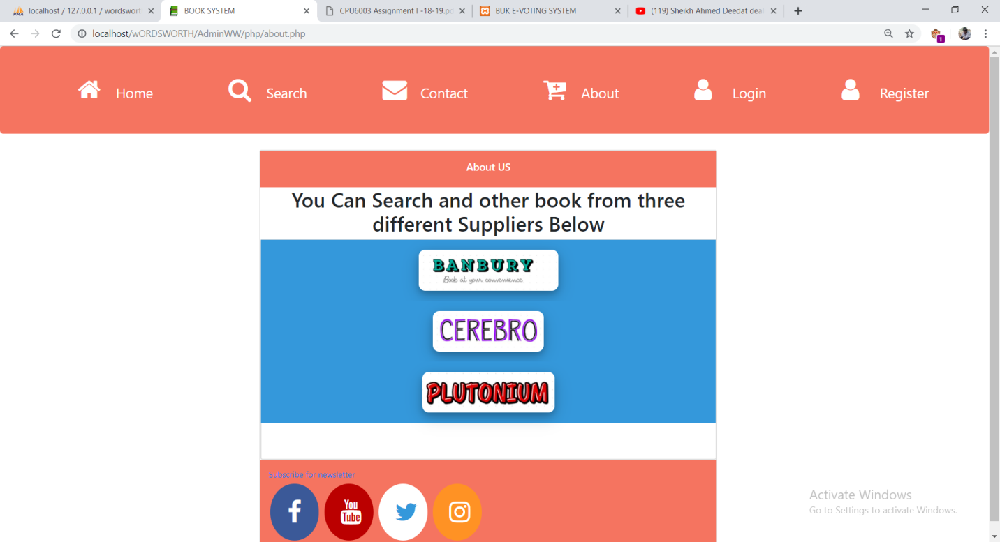 localhost / 127.0.0.1 / wordswort
BOOK SYSTEM
CPU6003 Assignment I -18-19.po
BUK E-VOTING SYSTEM
(119) Sheikh Ahmed Deedat deal
localhost/wORDSWORTH/AdminWW/php/about.php
1
Home
Search
Contact
About
Login
Register
About US
You Can Search and other book from three
different Suppliers Below
BANBURY
Book at your convenience
CEREBRO
PLUTONIUM
Subscribe for newsletter
You
Tube
Activate Windows
Go to Settings to activate Windows.